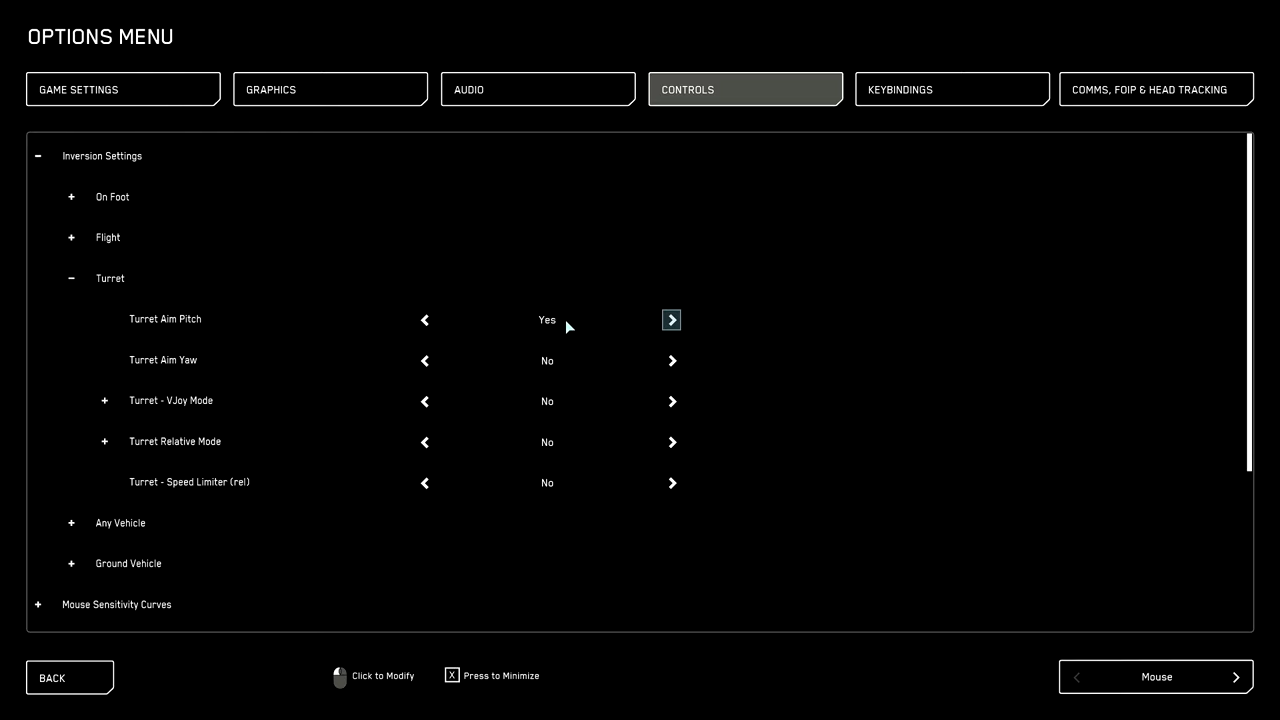 OPTIONS MENU
GAME SETTINGS GRAPHICS AUDIO CONTROLS KEYBINDINGS COMMS, FOIP & HEAD TRACKING
- Inversion Settings
+ On Foot
+ Flight
- Turret
Turret Aim Pitch Yes
Turret Aim Yaw No
+ Turret - VJoy Mode No
+ Turret Relative Mode No
Turret - Speed Limiter (rel) No
+ Any Vehicle
+ Ground Vehicle
+ Mouse Sensitivity Curves
BACK Click to Modify X Press to Minimize Mouse